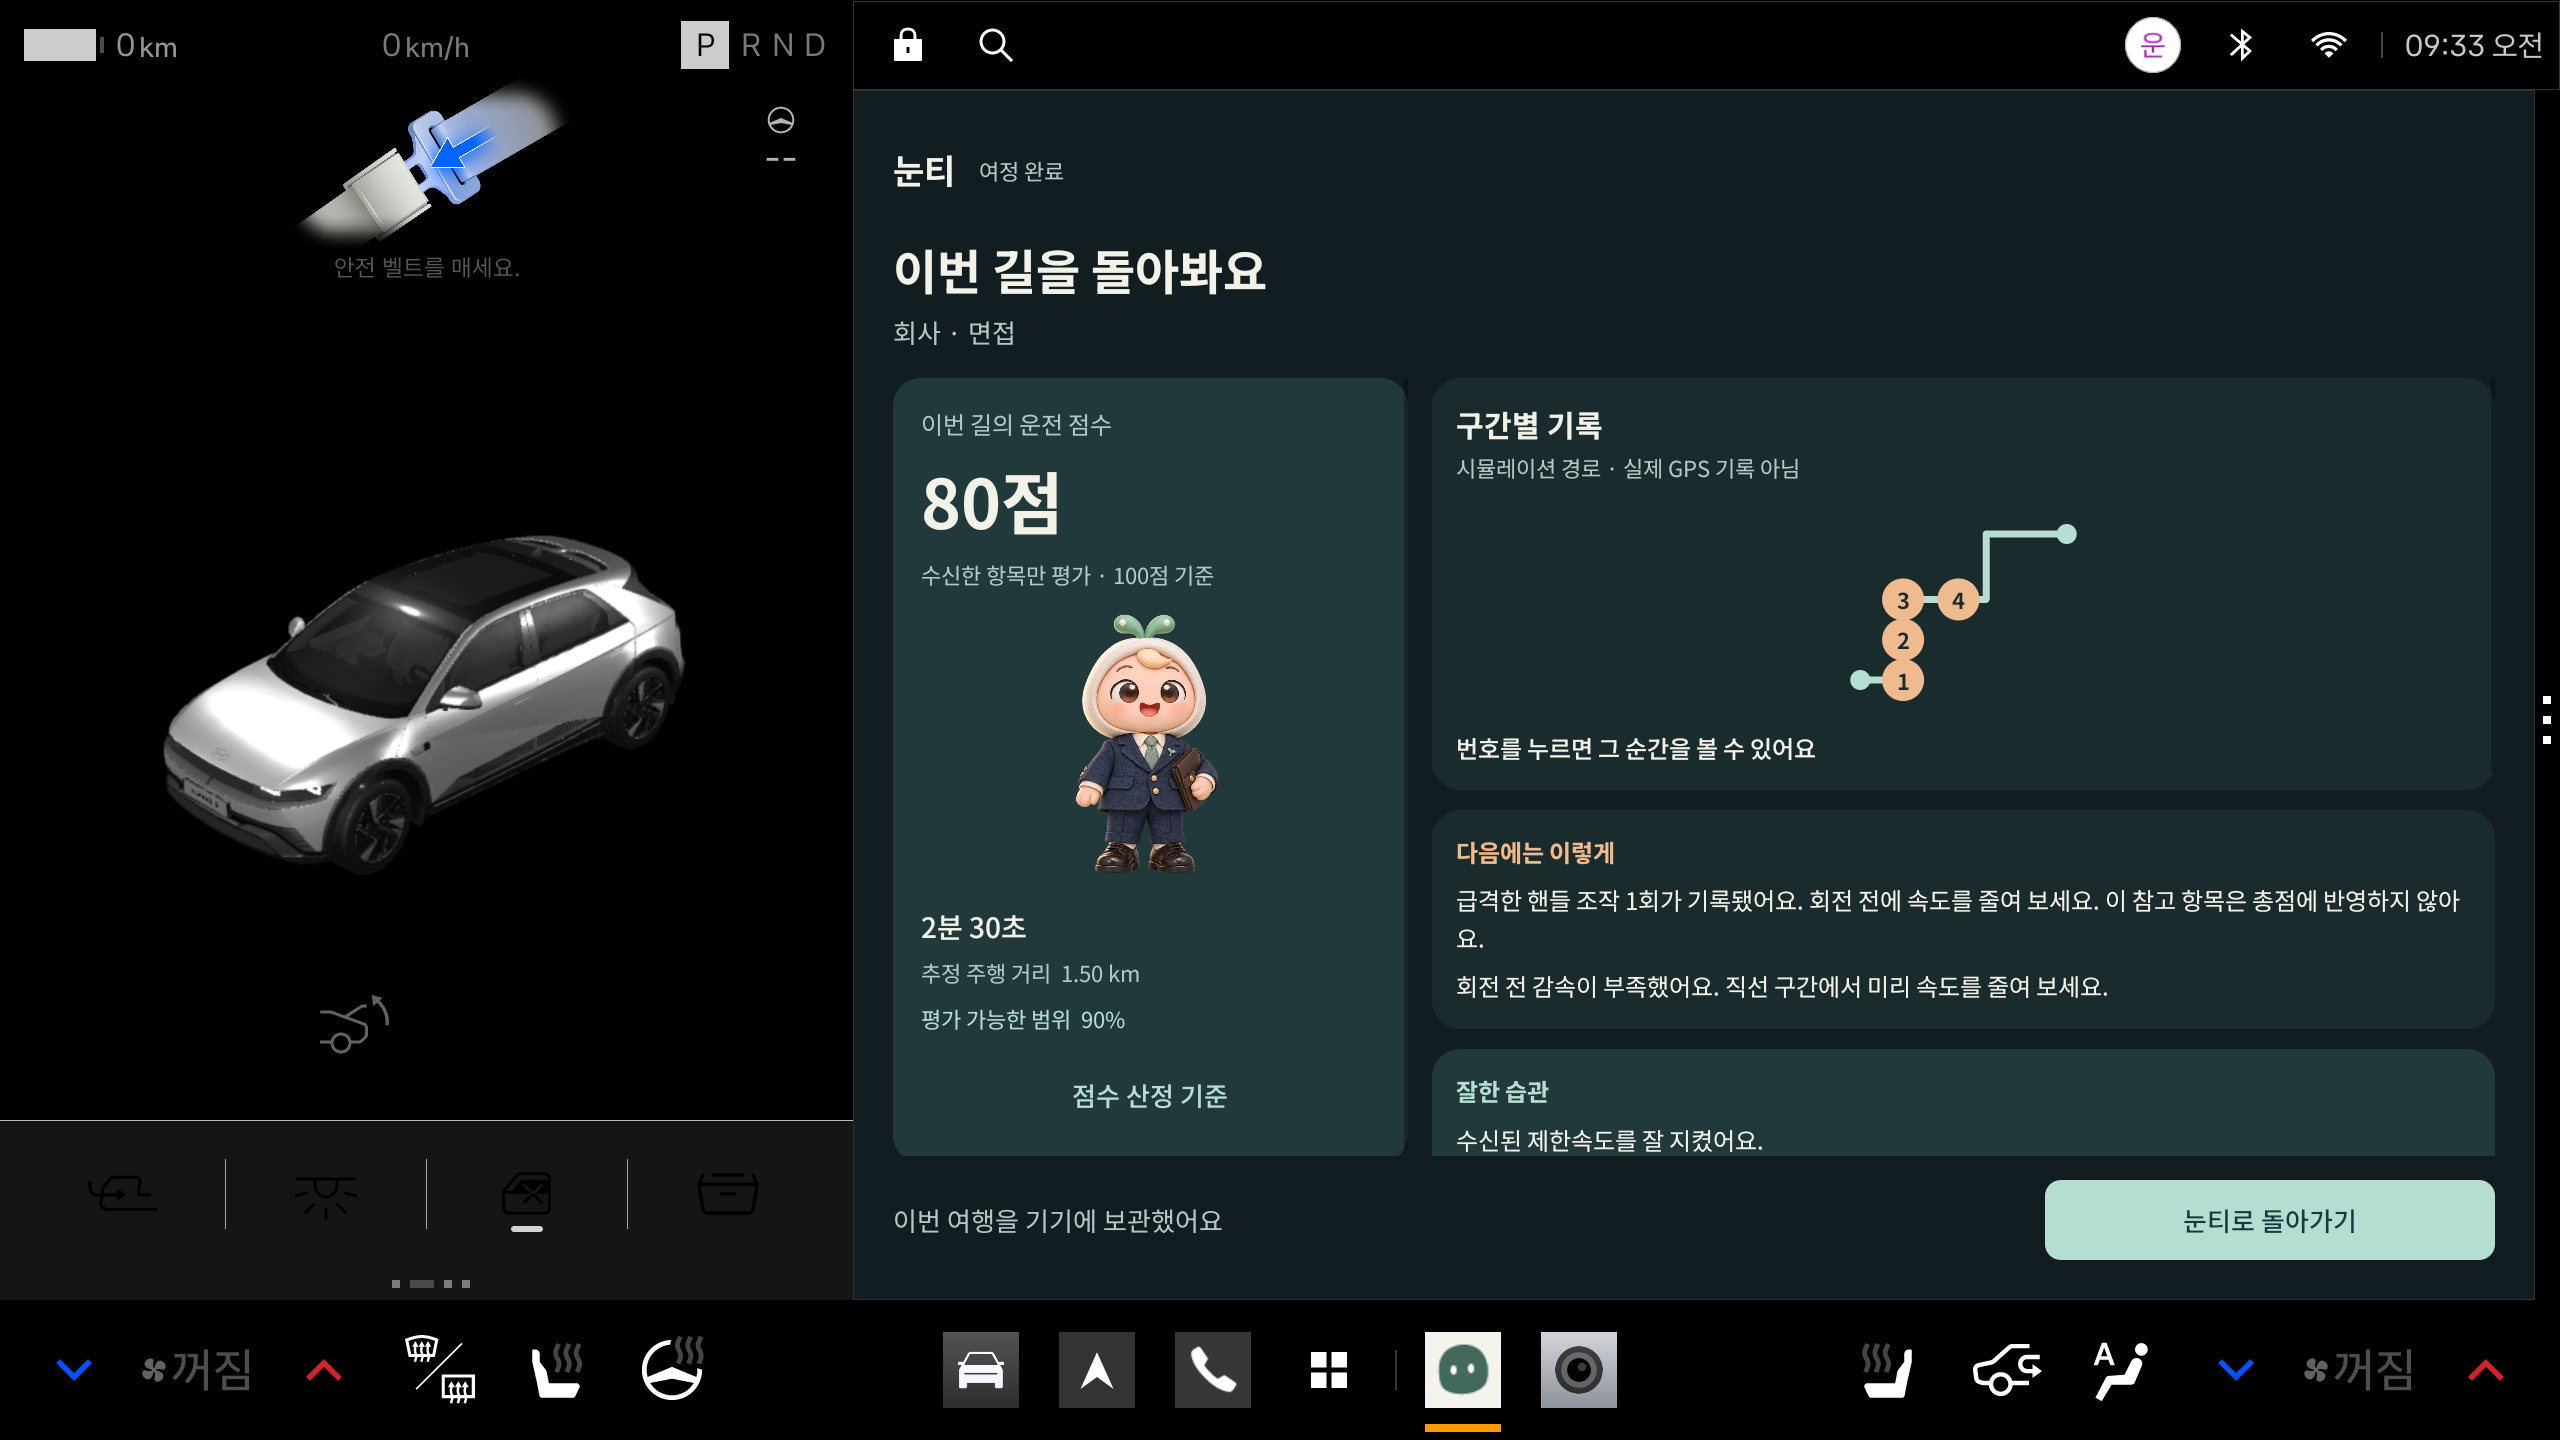 0 km
0 km/h
P R N D
운
09:33 오전
--
안전 벨트를 매세요.
눈티
여정 완료
이번 길을 돌아봐요
회사 · 면접
이번 길의 운전 점수
80점
수신한 항목만 평가 · 100점 기준
2분 30초
추정 주행 거리 1.50 km
평가 가능한 범위 90%
점수 산정 기준
구간별 기록
시뮬레이션 경로 · 실제 GPS 기록 아님
3
4
2
1
번호를 누르면 그 순간을 볼 수 있어요
다음에는 이렇게
급격한 핸들 조작 1회가 기록됐어요. 회전 전에 속도를 줄여 보세요. 이 참고 항목은 총점에 반영하지 않아
요.
회전 전 감속이 부족했어요. 직선 구간에서 미리 속도를 줄여 보세요.
잘한 습관
수신된 제한속도를 잘 지켰어요.
이번 여행을 기기에 보관했어요
눈티로 돌아가기
꺼짐
A
꺼짐